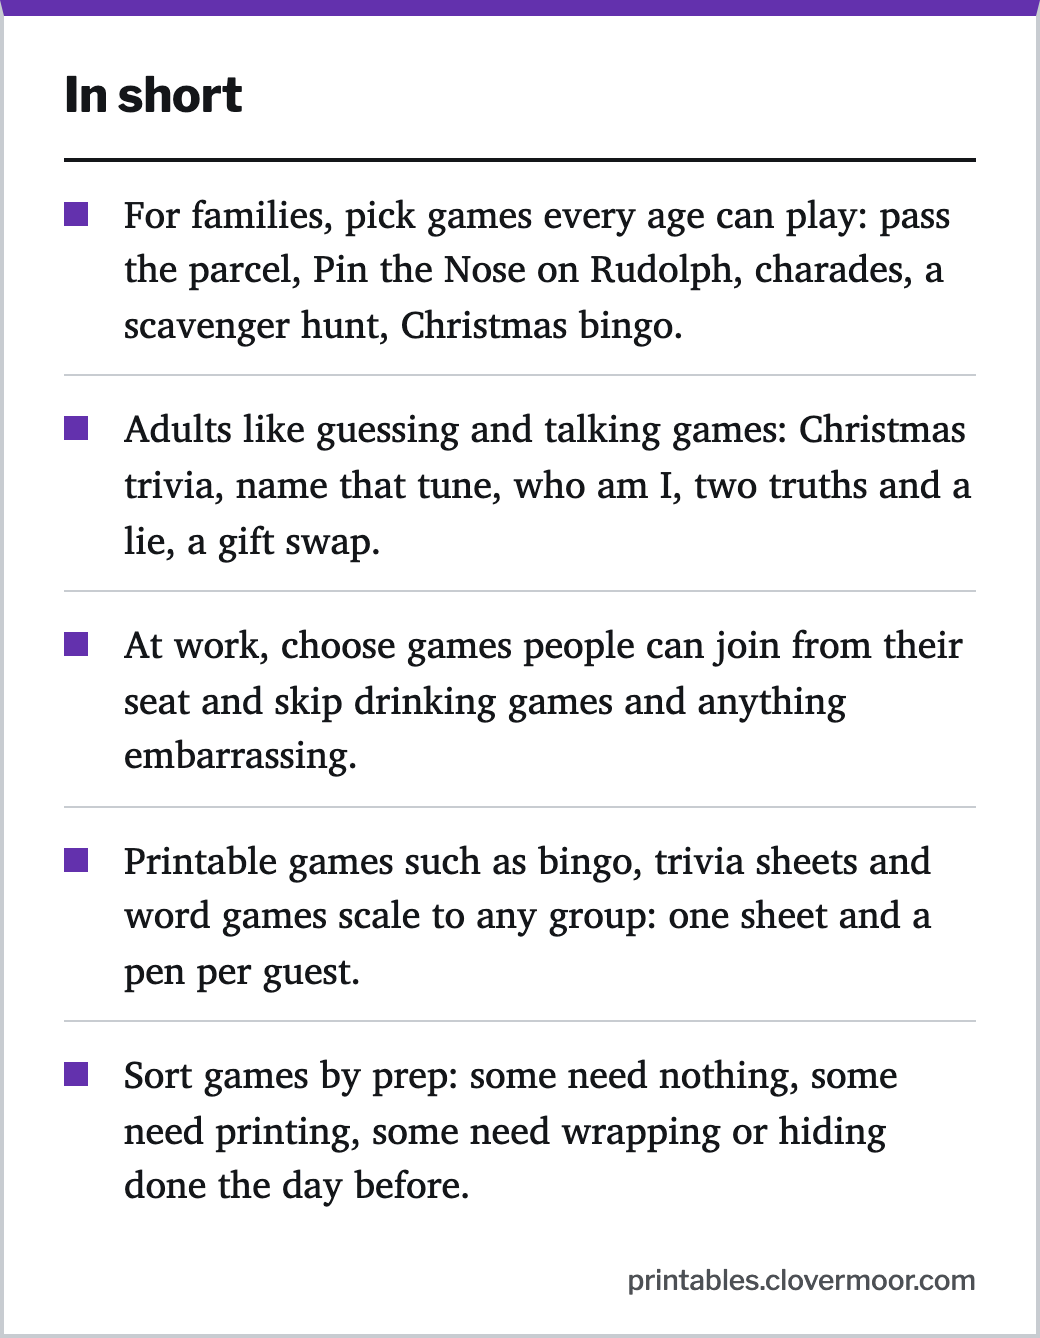 In short
For families, pick games every age can play: pass
the parcel, Pin the Nose on Rudolph, charades, a
scavenger hunt, Christmas bingo.
Adults like guessing and talking games: Christmas
trivia, name that tune, who am I, two truths and a
lie, a gift swap.
At work, choose games people can join from their
seat and skip drinking games and anything
embarrassing.
Printable games such as bingo, trivia sheets and
word games scale to any group: one sheet and a
pen per guest.
Sort games by prep: some need nothing, some
need printing, some need wrapping or hiding
done the day before.
printables.clovermoor.com